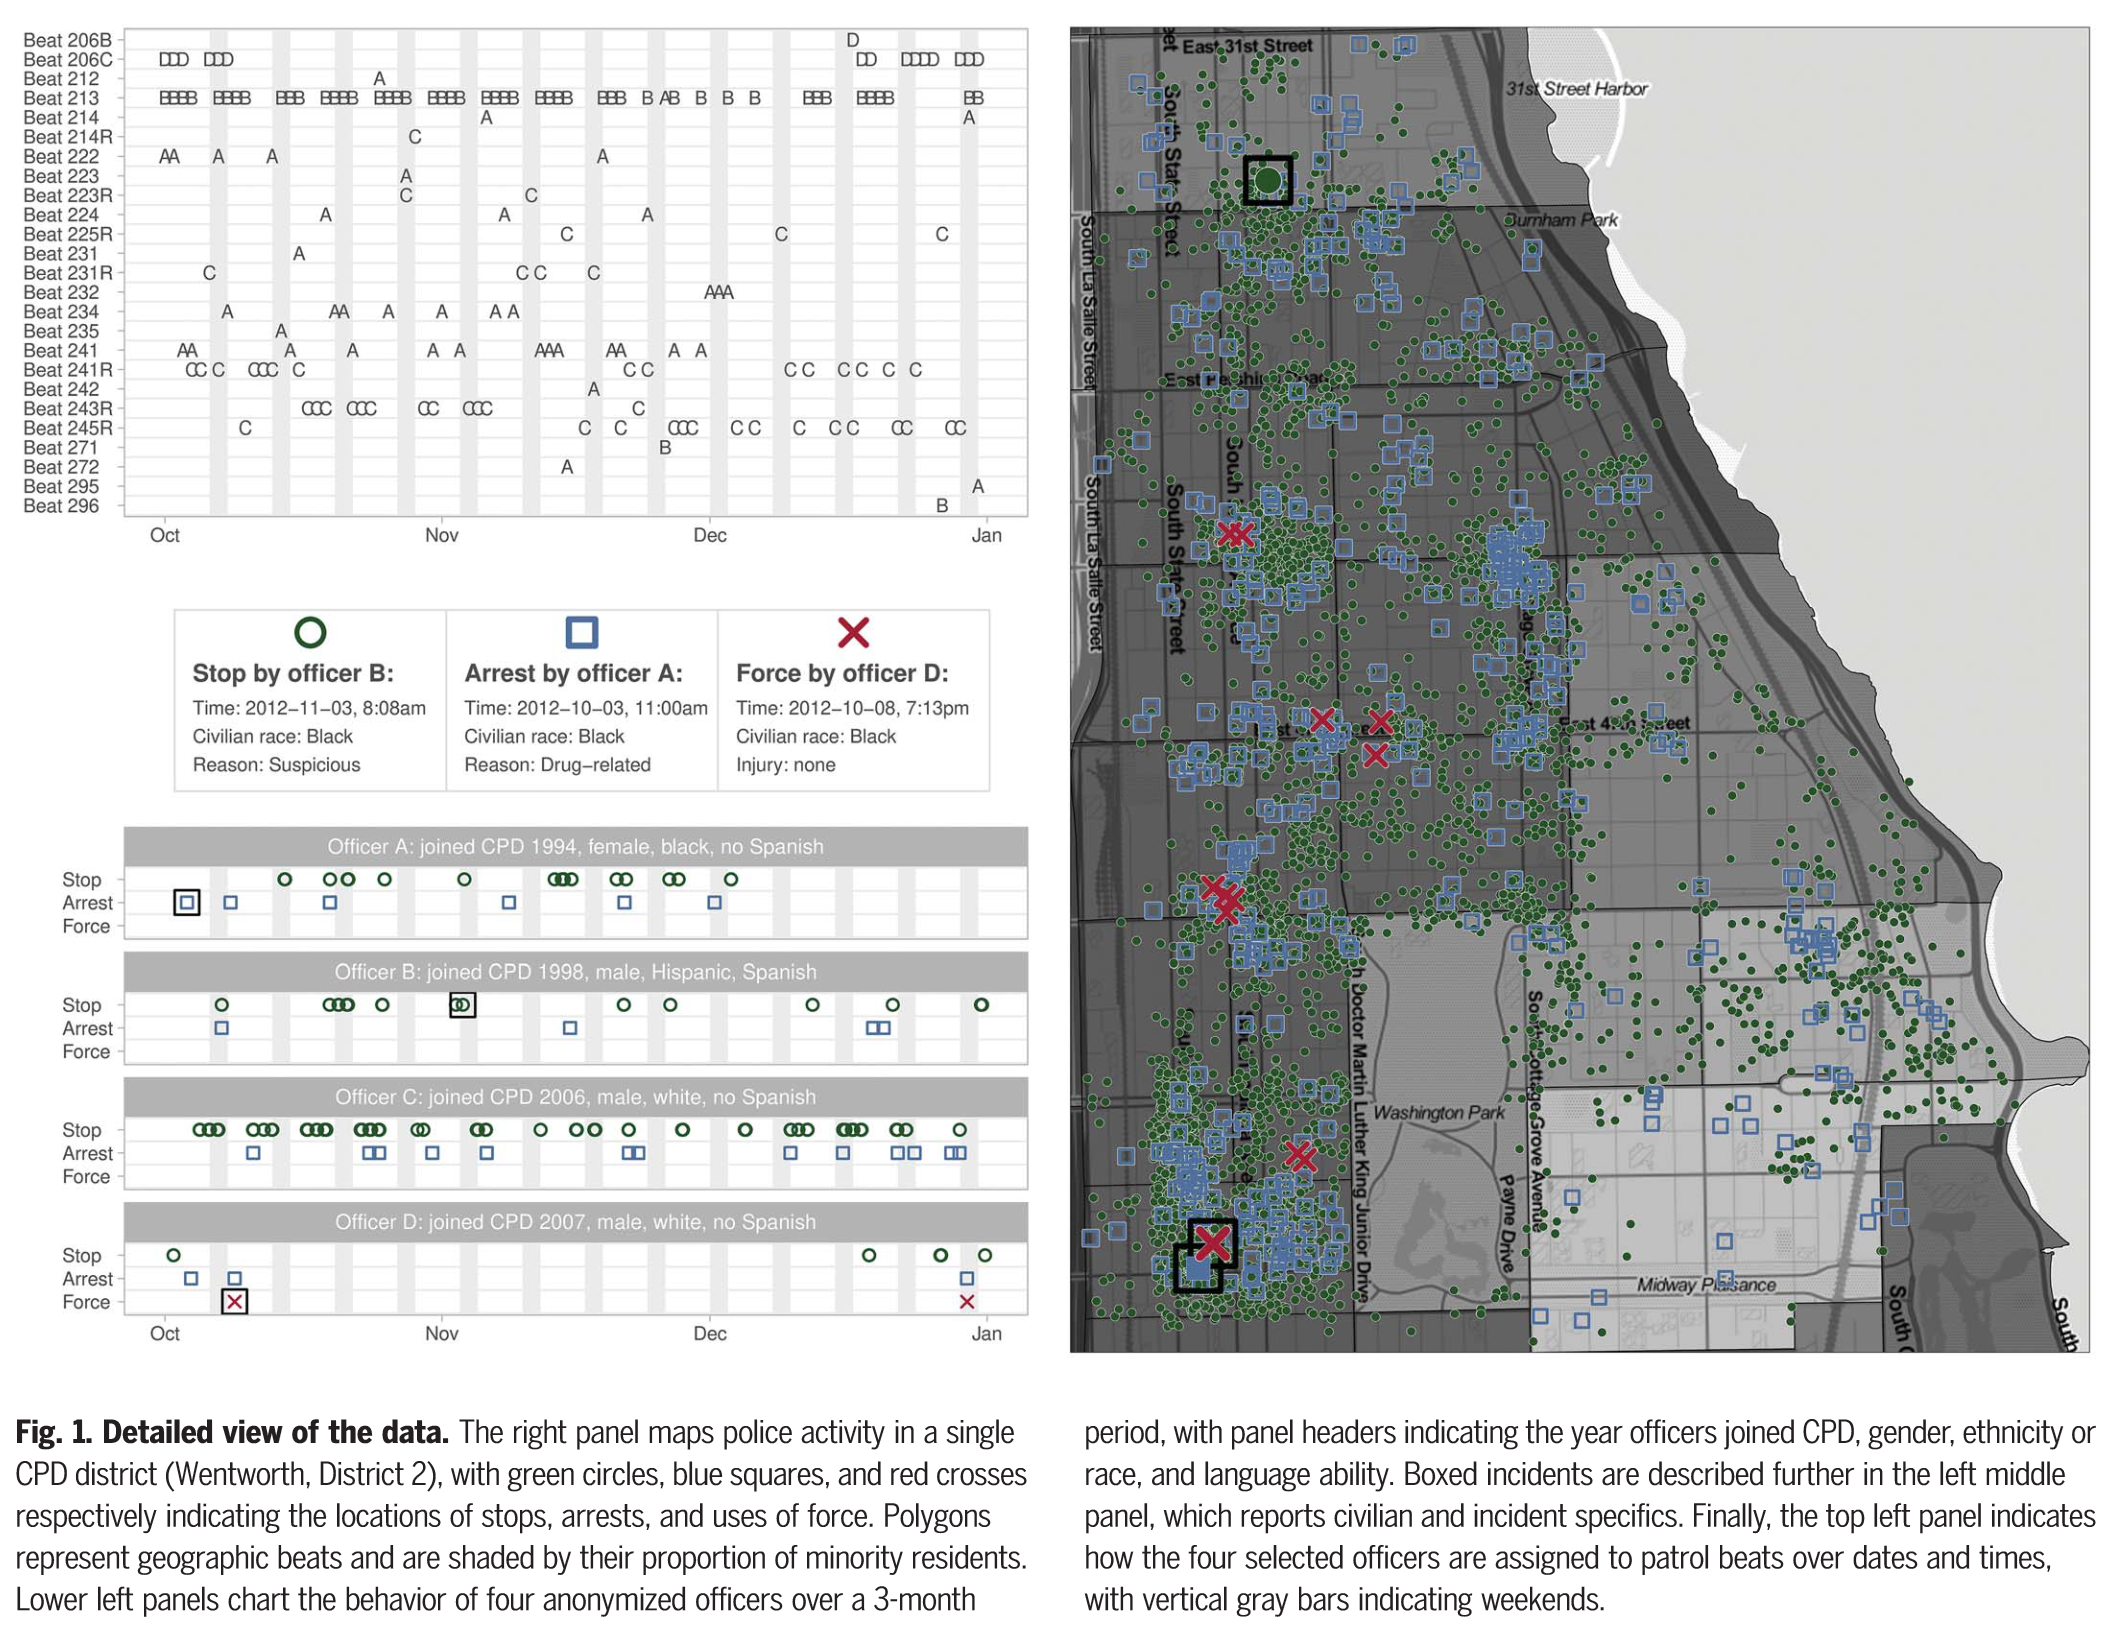 Beat 206B
Beat 206C
Beat 212
Beat 213
Beat 214
Beat 214R
Beat 222
Beat 223
Beat 223R
Beat 224
Beat 225R
Beat 231
Beat 231R
Beat 232
Beat 234
Beat 235
Beat 241
Beat 241R
Beat 242
Beat 243R
Beat 245R
Beat 271
Beat 272
Beat 295
Beat 296
D
DDD DDD DD DDDD DDD
A
BBBB BBBB BBB BBBB BBBB BBBB BBBB BBBB BBB B AB B B B BBB BBBB BB
A A
C
AA A A A
A
C C
A A A
C C C
A
C C C C
AAA
A AA A A A A
A
AA A A A A AAA AA A A
CC C CCC C C C C C C C C C
A
CCC CCC CC CCC C
C C C CCC C C C C C CC CC
B
A
A
B
Oct Nov Dec Jan
Stop by officer B:
Time: 2012–11–03, 8:08am
Civilian race: Black
Reason: Suspicious
Arrest by officer A:
Time: 2012–10–03, 11:00am
Civilian race: Black
Reason: Drug–related
Force by officer D:
Time: 2012–10–08, 7:13pm
Civilian race: Black
Injury: none
Officer A: joined CPD 1994, female, black, no Spanish
Stop
Arrest
Force
Officer B: joined CPD 1998, male, Hispanic, Spanish
Stop
Arrest
Force
Officer C: joined CPD 2006, male, white, no Spanish
Stop
Arrest
Force
Officer D: joined CPD 2007, male, white, no Spanish
Stop
Arrest
Force
Oct Nov Dec Jan
East 31st Street
31st Street Harbor
South State Street
Burnham Park
South La Salle Street
South La Salle Street
South State Street
Street
Washington Park
Doctor Martin Luther King Junior Drive
Payne Drive
Cottage Grove Avenue
Midway Plaisance
South
South
Fig. 1. Detailed view of the data. The right panel maps police activity in a single
CPD district (Wentworth, District 2), with green circles, blue squares, and red crosses
respectively indicating the locations of stops, arrests, and uses of force. Polygons
represent geographic beats and are shaded by their proportion of minority residents.
Lower left panels chart the behavior of four anonymized officers over a 3-month
period, with panel headers indicating the year officers joined CPD, gender, ethnicity or
race, and language ability. Boxed incidents are described further in the left middle
panel, which reports civilian and incident specifics. Finally, the top left panel indicates
how the four selected officers are assigned to patrol beats over dates and times,
with vertical gray bars indicating weekends.